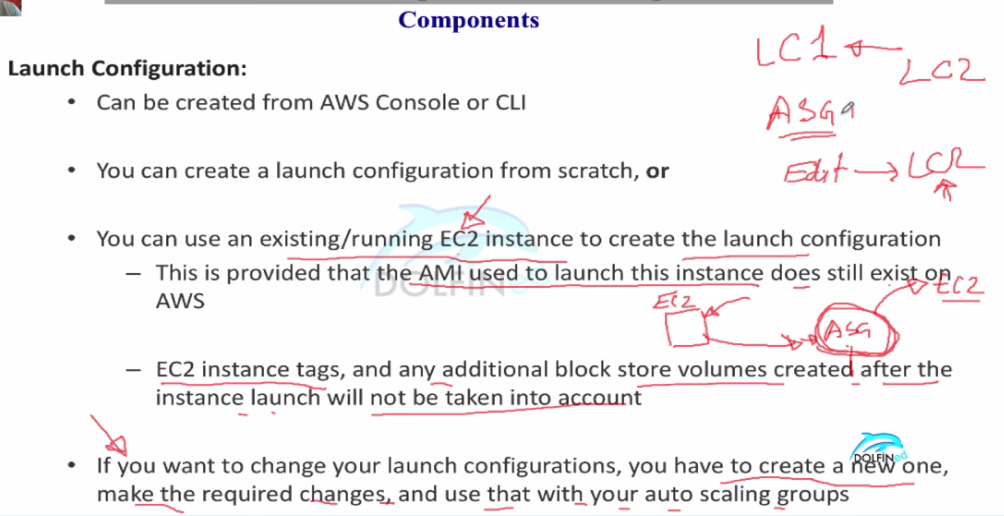 Components
LC1
LC2
Launch Configuration:
• Can be created from AWS Console or CLI
ASG
• You can create a launch configuration from scratch, or
Edit → LC2
• You can use an existing/running EC2 instance to create the launch configuration
– This is provided that the AMI used to launch this instance does still exist on
AWS
DOLFINed
EC2
EC2
ASG
– EC2 instance tags, and any additional block store volumes created after the
instance launch will not be taken into account
DOLFINed
• If you want to change your launch configurations, you have to create a new one,
make the required changes, and use that with your auto scaling groups